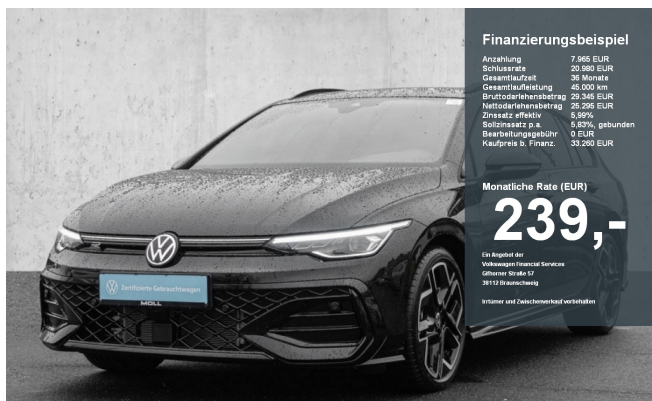 Finanzierungsbeispiel
Anzahlung 7.965 EUR
Schlussrate 20.980 EUR
Gesamtlaufzeit 36 Monate
Gesamtlaufleistung 45.000 km
Bruttodarlehensbetrag 29.345 EUR
Nettodarlehensbetrag 25.295 EUR
Zinssatz effektiv 5,99%
Sollzinssatz p.a. 5,83%, gebunden
Bearbeitungsgebühr 0 EUR
Kaufpreis b. Finanz. 33.260 EUR
Monatliche Rate (EUR)
239,-
Ein Angebot der
Volkswagen Financial Services
Gifhorner Straße 57
38112 Braunschweig
Irrtümer und Zwischenverkauf vorbehalten
Zertifizierte Gebrauchtwagen
MOLL